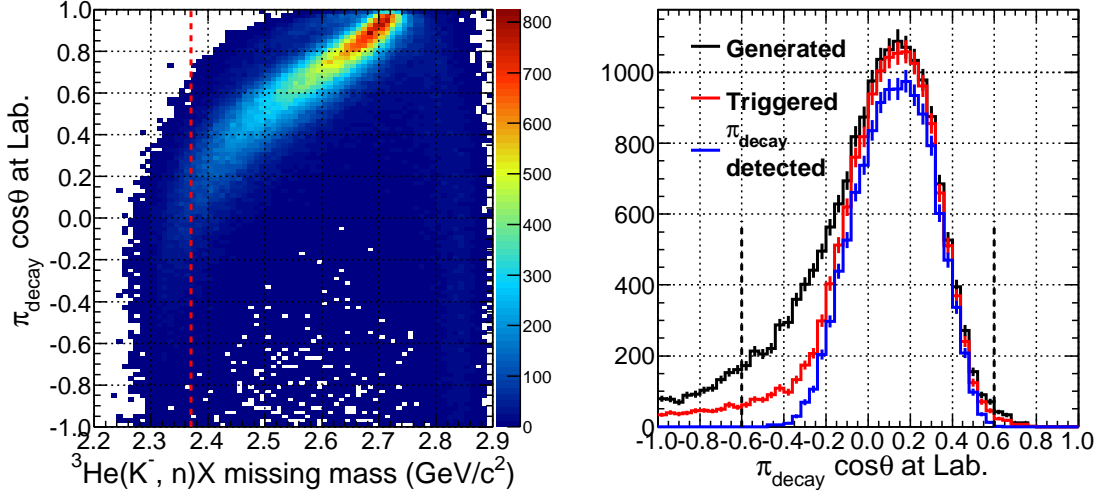 1.0
0.8
0.6
0.4
0.2
0.0
-0.2
-0.4
-0.6
-0.8
-1.0
π_decay cosθ at Lab.
2.2 2.3 2.4 2.5 2.6 2.7 2.8 2.9
³He(K⁻, n)X missing mass (GeV/c²)
800
700
600
500
400
300
200
100
0
1000
800
600
400
200
0
Generated
Triggered
π_decay
detected
-1.0 -0.8 -0.6 -0.4 -0.2 0.0 0.2 0.4 0.6 0.8 1.0
π_decay cosθ at Lab.